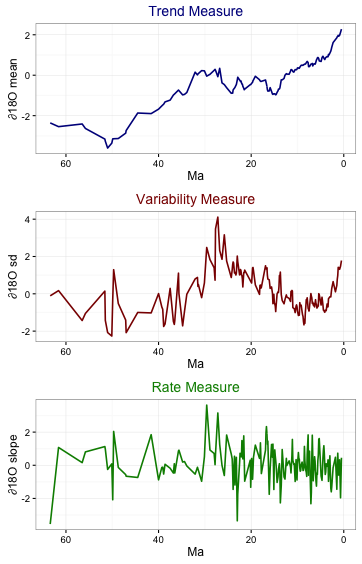 Trend Measure
∂18O mean
2
0
-2
60
40
20
0
Ma
Variability Measure
∂18O sd
4
2
0
-2
60
40
20
0
Ma
Rate Measure
∂18O slope
2
0
-2
60
40
20
0
Ma